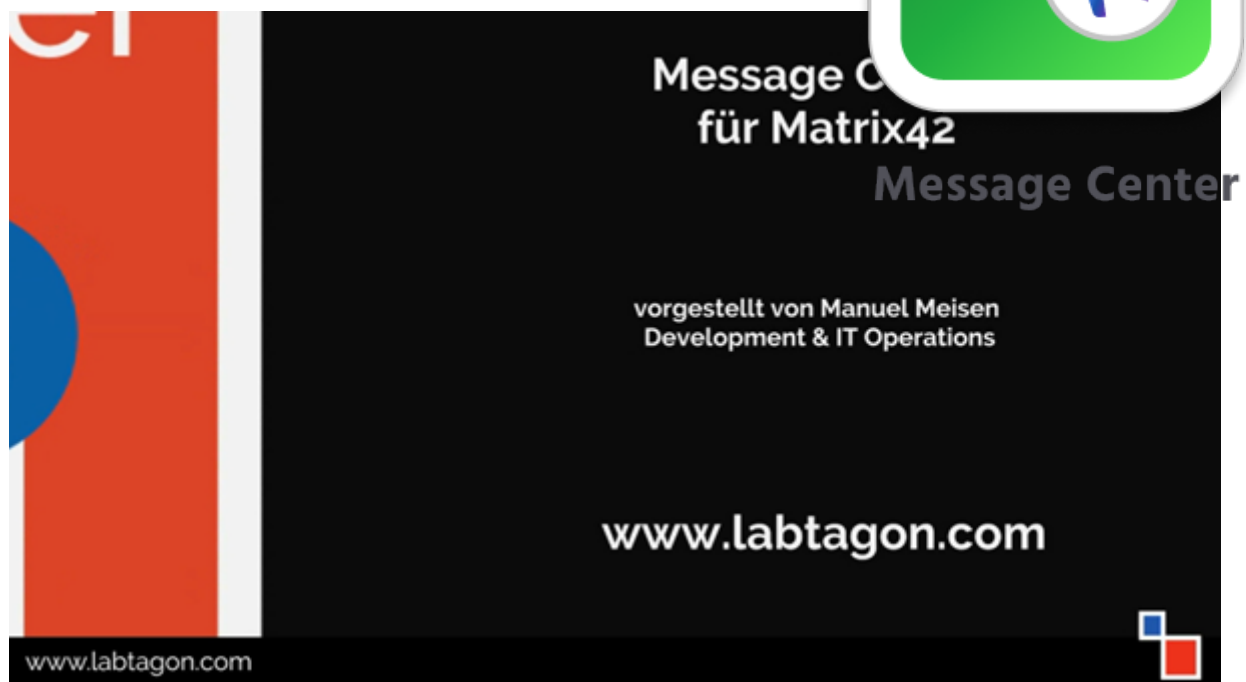 Message C
für Matrix42
Message Center
vorgestellt von Manuel Meisen
Development & IT Operations
www.labtagon.com
www.labtagon.com